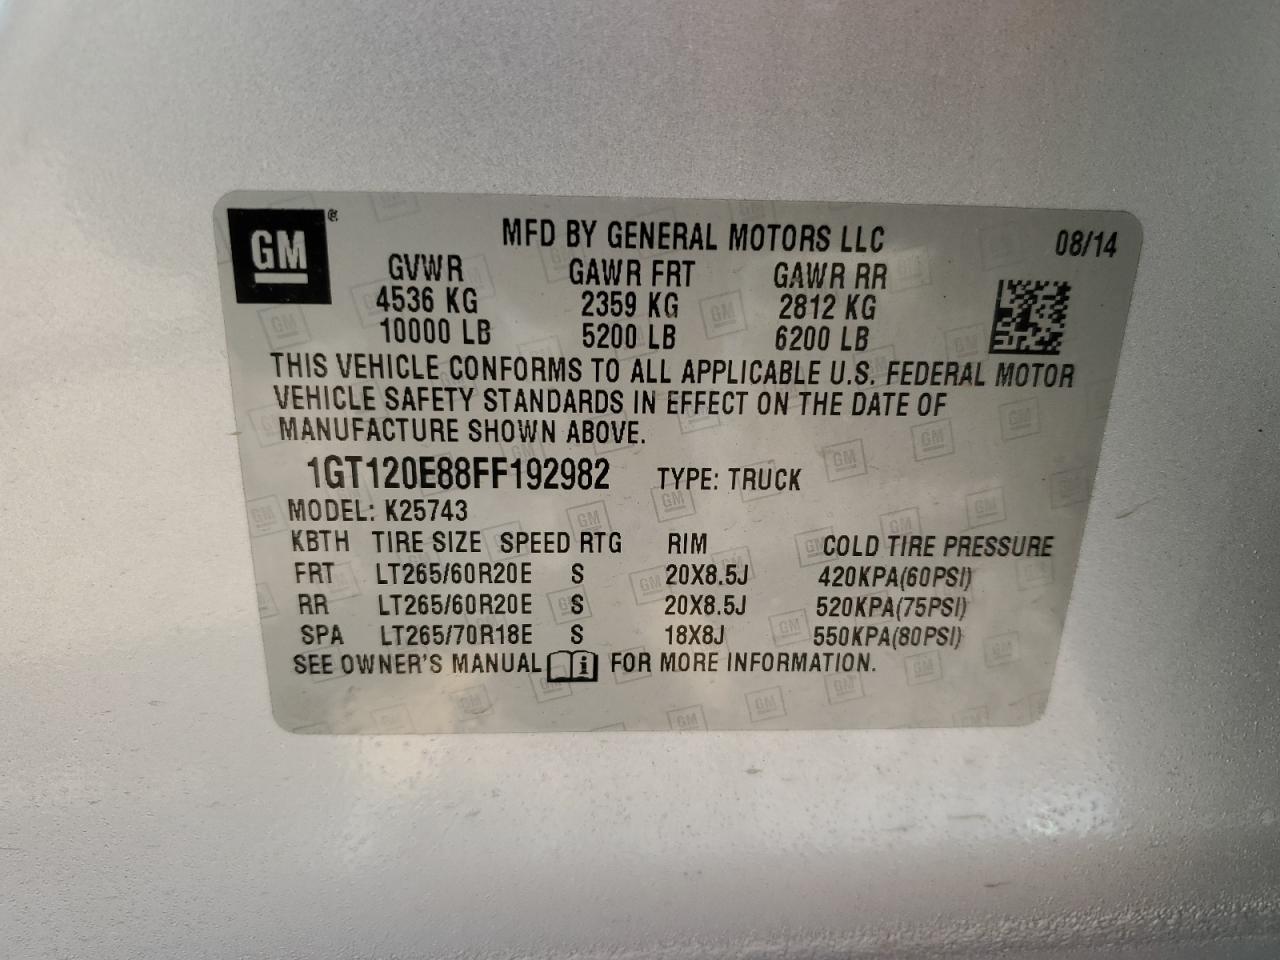 GM ®
MFD BY GENERAL MOTORS LLC 08/14
GVWR GAWR FRT GAWR RR
4536 KG 2359 KG 2812 KG
10000 LB 5200 LB 6200 LB
THIS VEHICLE CONFORMS TO ALL APPLICABLE U.S. FEDERAL MOTOR
VEHICLE SAFETY STANDARDS IN EFFECT ON THE DATE OF
MANUFACTURE SHOWN ABOVE.
1GT120E88FF192982 TYPE: TRUCK
MODEL: K25743
KBTH TIRE SIZE SPEED RTG RIM COLD TIRE PRESSURE
FRT LT265/60R20E S 20X8.5J 420KPA(60PSI)
RR LT265/60R20E S 20X8.5J 520KPA(75PSI)
SPA LT265/70R18E S 18X8J 550KPA(80PSI)
SEE OWNER'S MANUAL i FOR MORE INFORMATION.